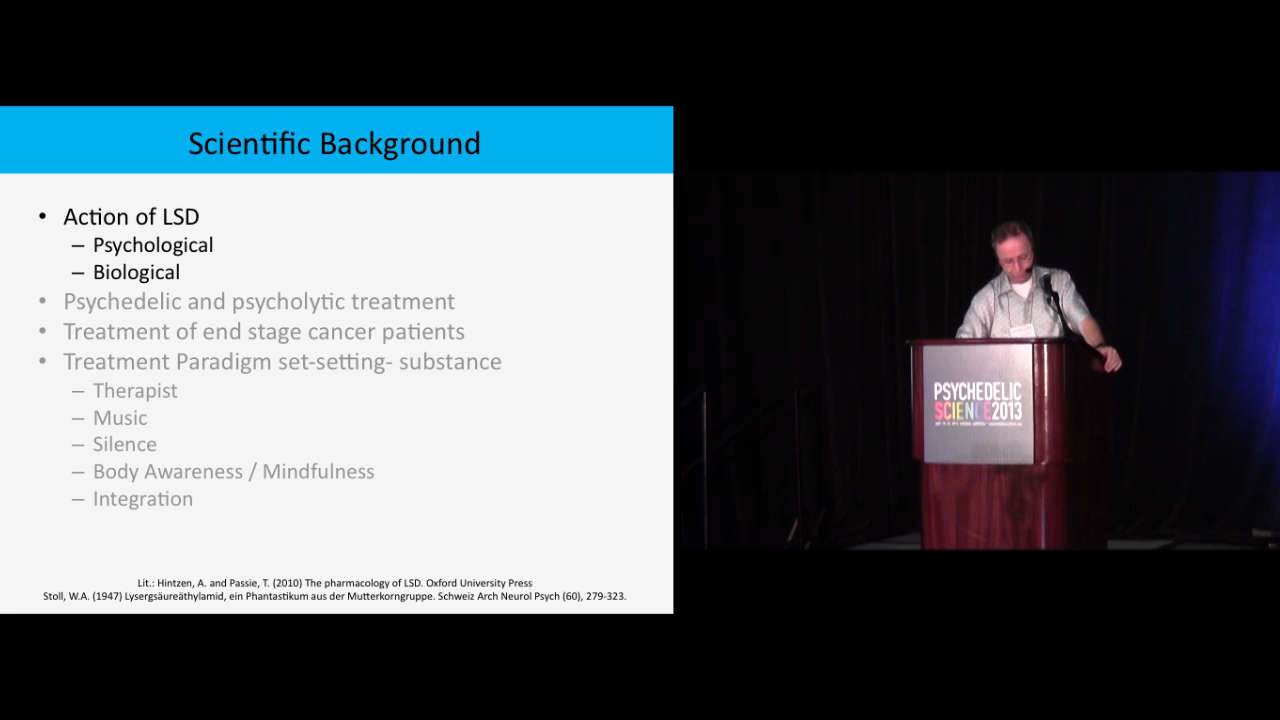 Scientific Background
• Action of LSD
– Psychological
– Biological
• Psychedelic and psycholytic treatment
• Treatment of end stage cancer patients
• Treatment Paradigm set-setting- substance
– Therapist
– Music
– Silence
– Body Awareness / Mindfulness
– Integration
Lit.: Hintzen, A. and Passie, T. (2010) The pharmacology of LSD. Oxford University Press
Stoll, W.A. (1947) Lysergsäureäthylamid, ein Phantastikum aus der Mutterkorngruppe. Schweiz Arch Neurol Psych (60), 279-323.
PSYCHEDELIC
SCIENCE2013